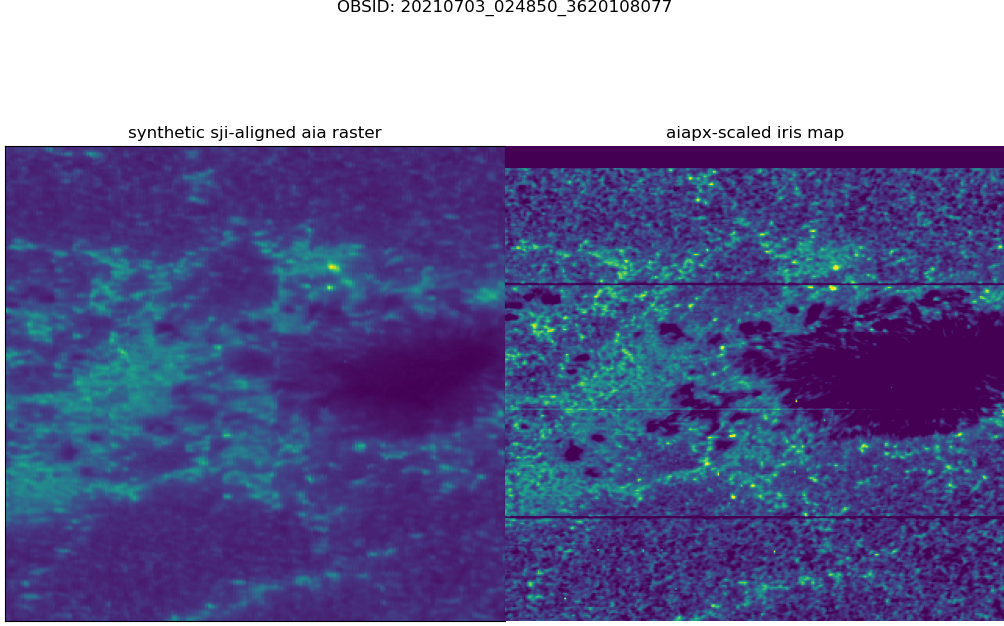 OBSID: 20210703_024850_3620108077
synthetic sji-aligned aia raster
aiapx-scaled iris map